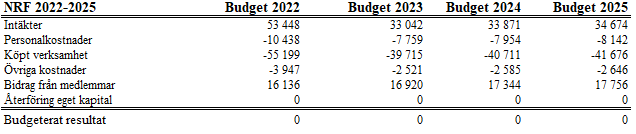 NRF 2022-2025 Budget 2022 Budget 2023 Budget 2024 Budget 2025
Intäkter 53 448 33 042 33 871 34 674
Personalkostnader -10 438 -7 759 -7 954 -8 142
Köpt verksamhet -55 199 -39 715 -40 711 -41 676
Övriga kostnader -3 947 -2 521 -2 585 -2 646
Bidrag från medlemmar 16 136 16 920 17 344 17 756
Återföring eget kapital 0 0 0 0
Budgeterat resultat 0 0 0 0